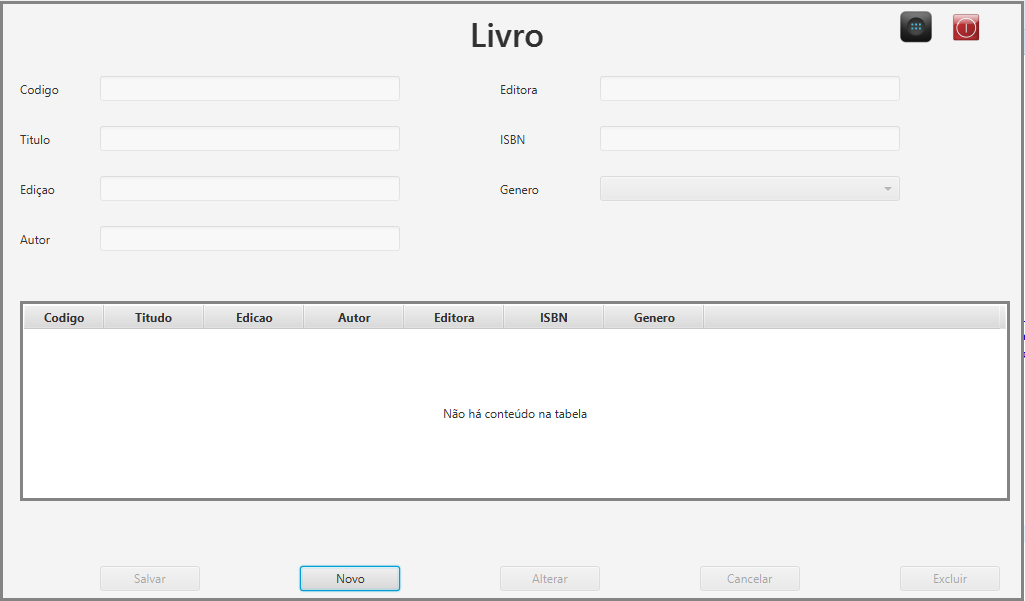 Livro
Codigo
Editora
Titulo
ISBN
Ediçao
Genero
Autor
Codigo Titudo Edicao Autor Editora ISBN Genero
Não há conteúdo na tabela
Salvar Novo Alterar Cancelar Excluir